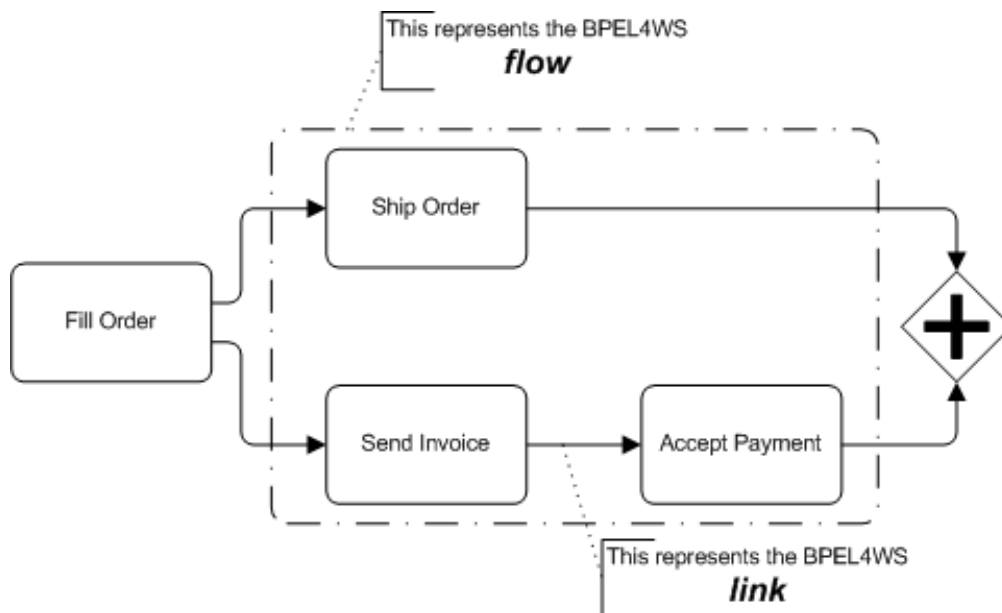 This represents the BPEL4WS
flow
Ship Order
Fill Order
Send Invoice
Accept Payment
This represents the BPEL4WS
link